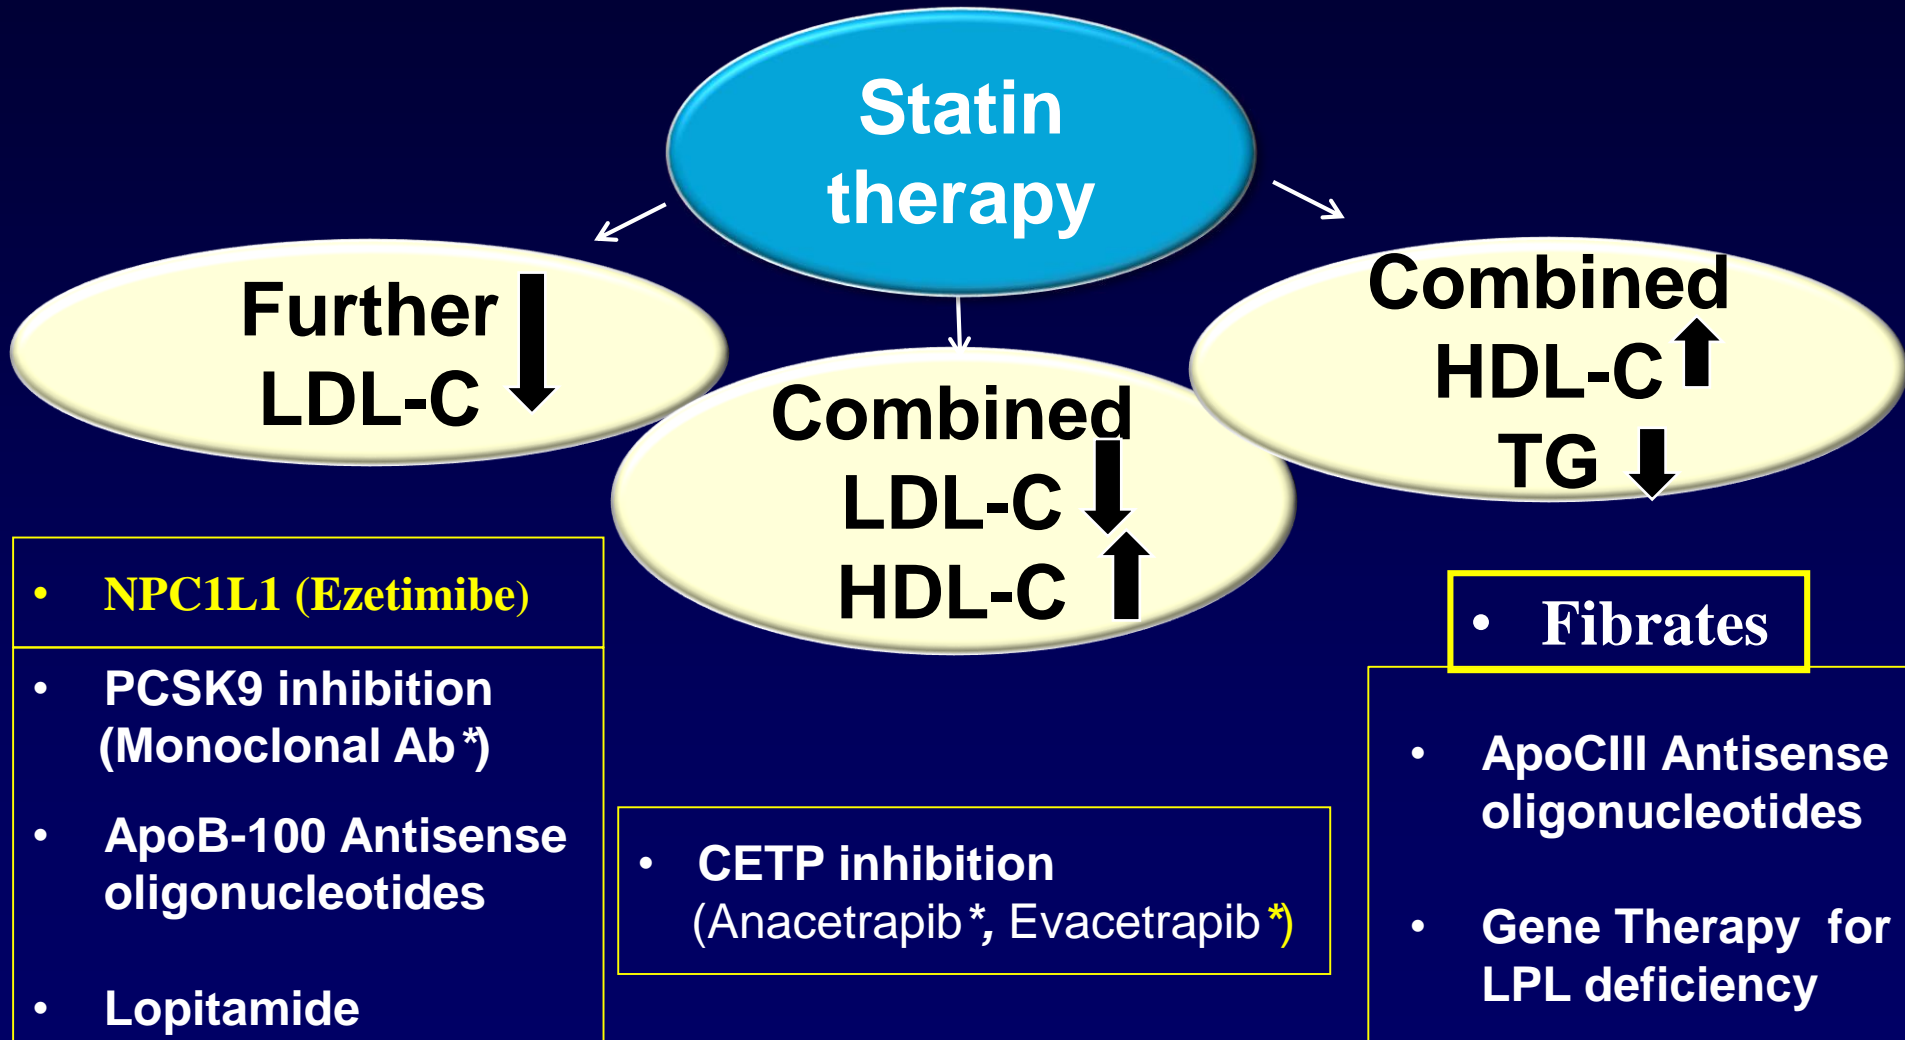 Statin
therapy
Further
LDL-C
Combined
LDL-C
HDL-C
Combined
HDL-C
TG
• NPC1L1 (Ezetimibe)
• PCSK9 inhibition
(Monoclonal Ab*)
• ApoB-100 Antisense
oligonucleotides
• Lopitamide
• CETP inhibition
(Anacetrapib*, Evacetrapib*)
• Fibrates
• ApoCIII Antisense
oligonucleotides
• Gene Therapy for
LPL deficiency